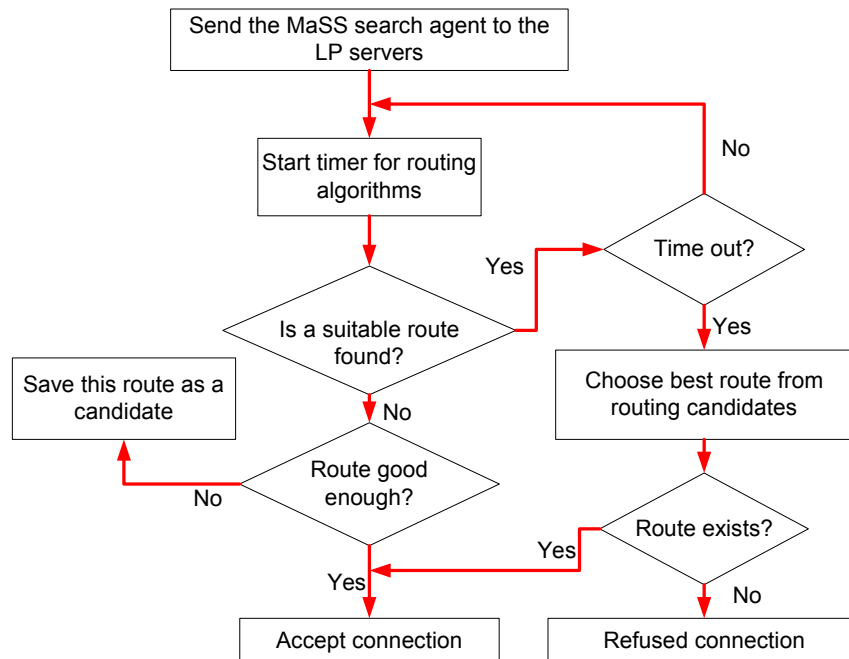 Send the MaSS search agent to the
LP servers
No
Start timer for routing
algorithms
Time out?
Yes
Is a suitable route
found?
Yes
Save this route as a
candidate
Choose best route from
routing candidates
No
Route good
enough?
No
Route exists?
Yes
Yes
No
Accept connection
Refused connection